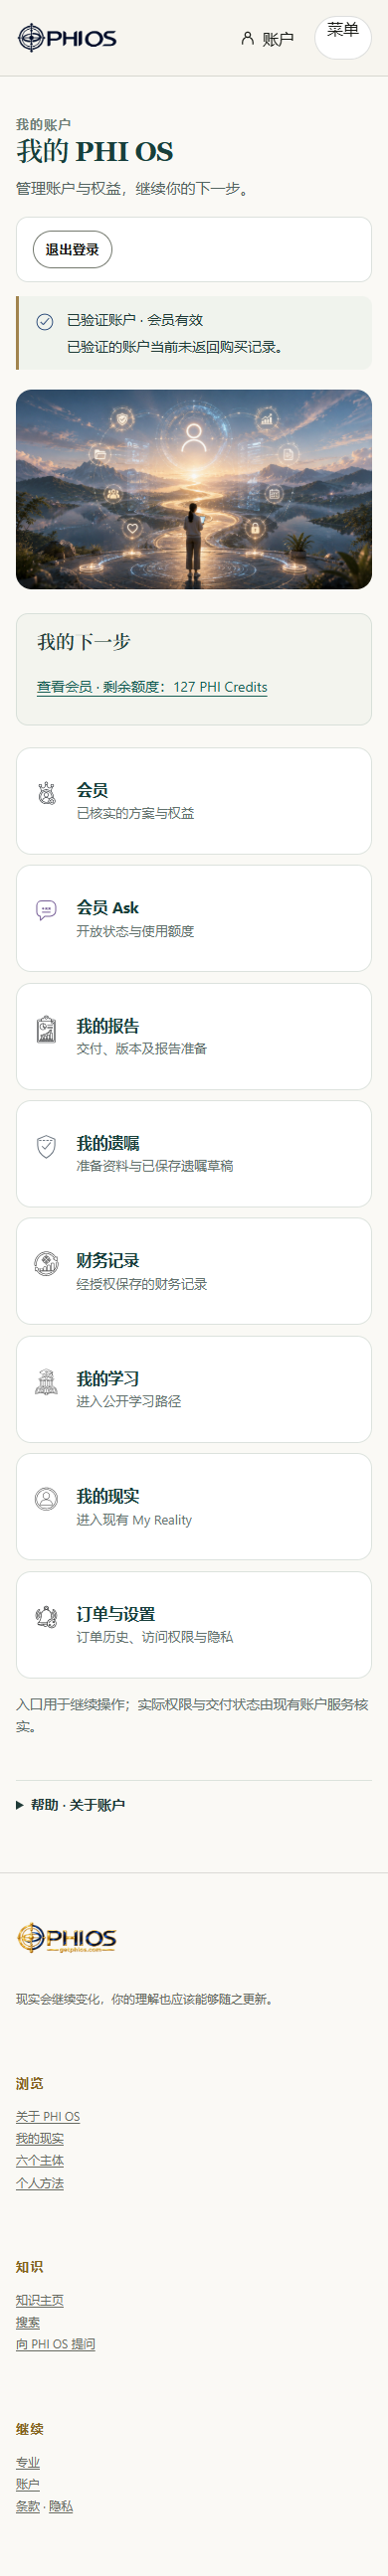 PHIOS
账户
菜单
我的账户
我的 PHI OS
管理账户与权益，继续你的下一步。
退出登录
已验证账户 · 会员有效
已验证的账户当前未返回购买记录。
我的下一步
查看会员 · 剩余额度：127 PHI Credits
会员
已核实的方案与权益
会员 Ask
开放状态与使用额度
我的报告
交付、版本及报告准备
我的遗嘱
准备资料与已保存遗嘱草稿
财务记录
经授权保存的财务记录
我的学习
进入公开学习路径
我的现实
进入现有 My Reality
订单与设置
订单历史、访问权限与隐私
入口用于继续操作；实际权限与交付状态由现有账户服务核
实。
帮助 · 关于账户
PHIOS
getphios.com
现实会继续变化，你的理解也应该能够随之更新。
浏览
关于 PHI OS
我的现实
六个主体
个人方法
知识
知识主页
搜索
向 PHI OS 提问
继续
专业
账户
条款 · 隐私